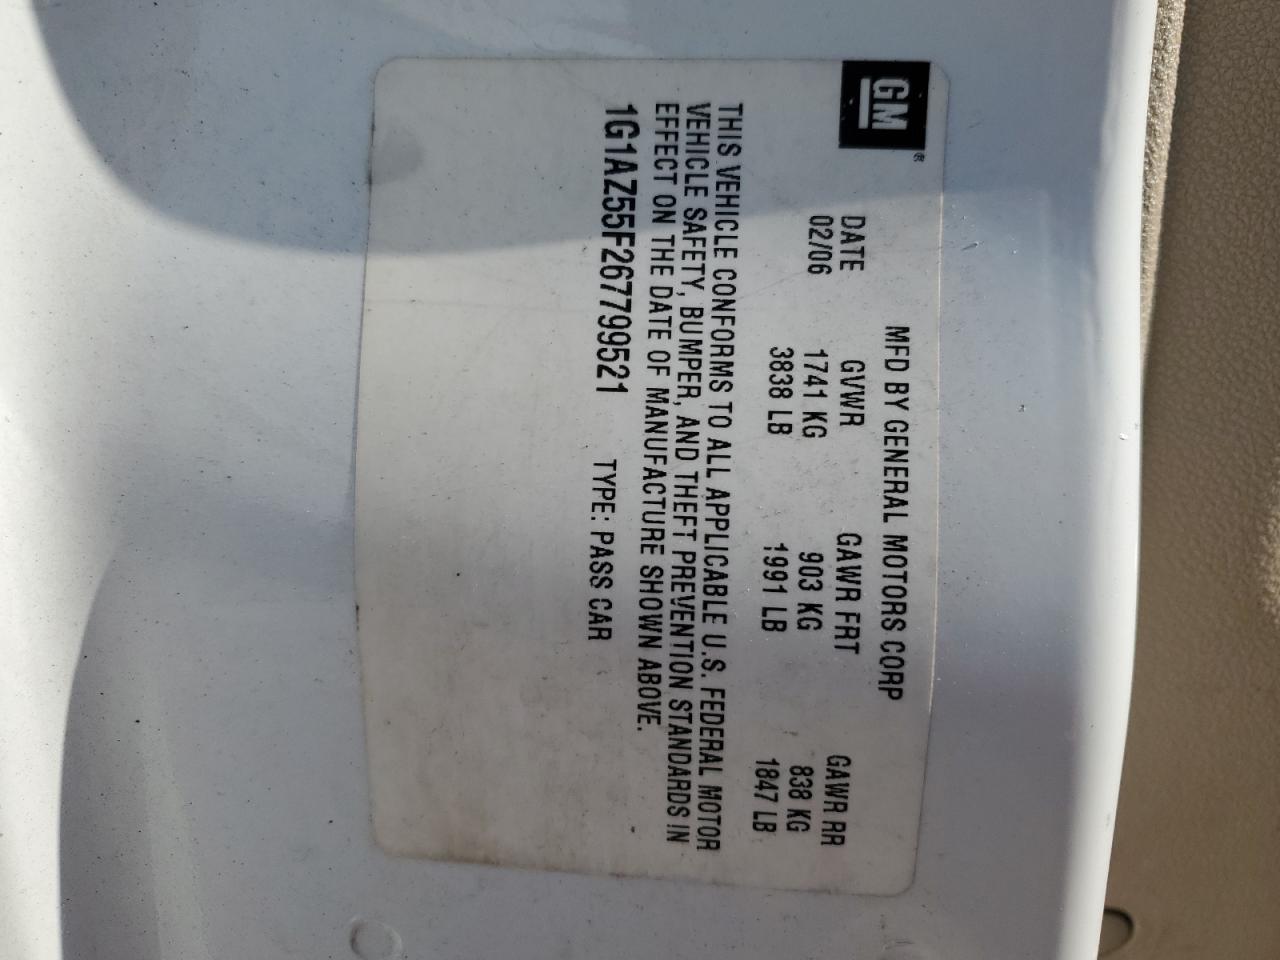 GM®
MFD BY GENERAL MOTORS CORP
DATE GVWR GAWR FRT GAWR RR
02/06 1741 KG 903 KG 838 KG
3838 LB 1991 LB 1847 LB
THIS VEHICLE CONFORMS TO ALL APPLICABLE U.S. FEDERAL MOTOR
VEHICLE SAFETY, BUMPER, AND THEFT PREVENTION STANDARDS IN
EFFECT ON THE DATE OF MANUFACTURE SHOWN ABOVE.
1G1AZ55F267799521 TYPE: PASS CAR